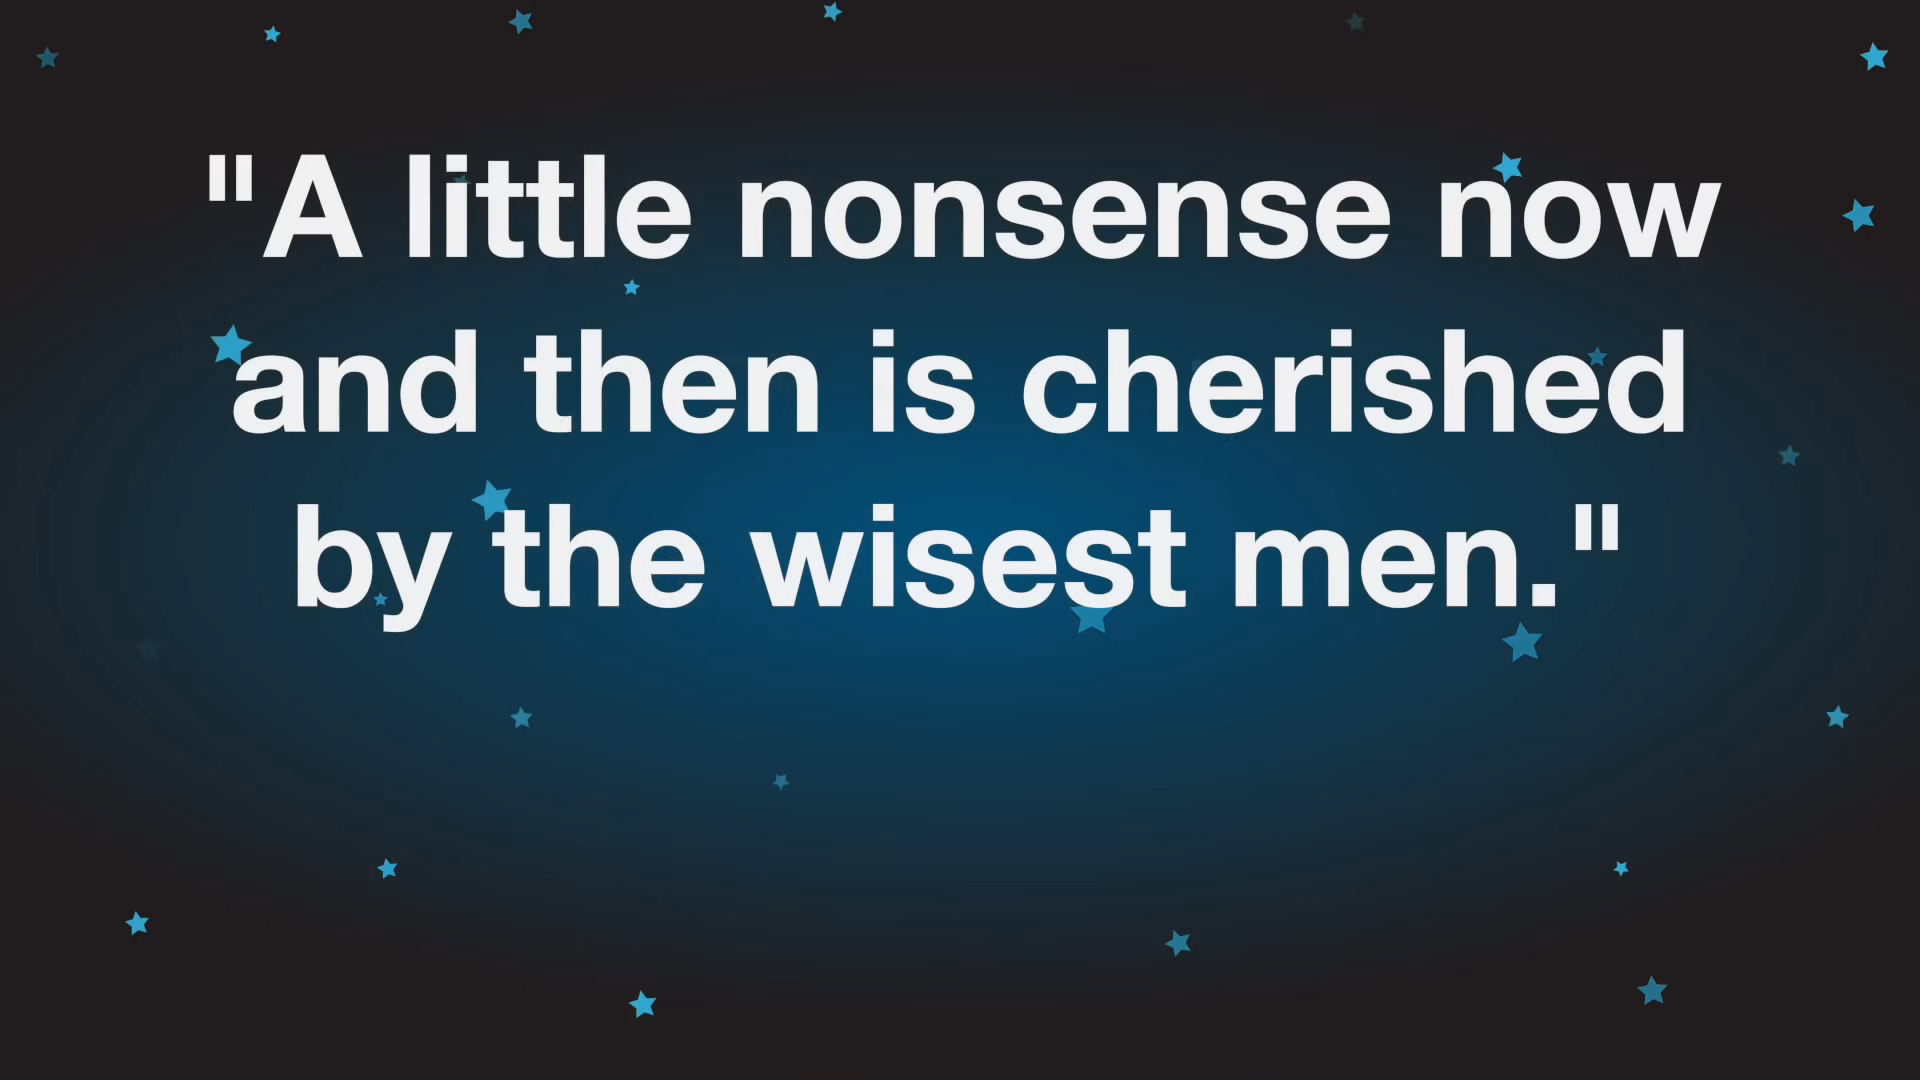 "A little nonsense now
and then is cherished
by the wisest men."